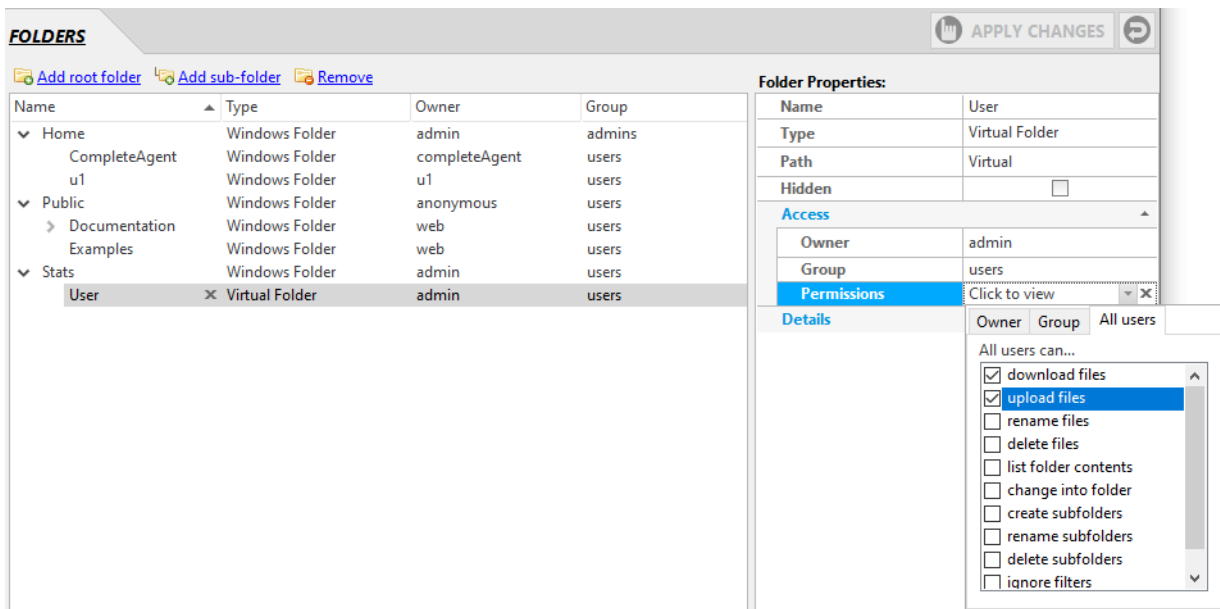 FOLDERS
APPLY CHANGES
Add root folder Add sub-folder Remove
Name Type Owner Group
Home Windows Folder admin admins
CompleteAgent Windows Folder completeAgent users
u1 Windows Folder u1 users
Public Windows Folder anonymous users
Documentation Windows Folder web users
Examples Windows Folder web users
Stats Windows Folder admin users
User Virtual Folder admin users
Folder Properties:
Name User
Type Virtual Folder
Path Virtual
Hidden
Access
Owner admin
Group users
Permissions Click to view
Details
Owner Group All users
All users can...
download files
upload files
rename files
delete files
list folder contents
change into folder
create subfolders
rename subfolders
delete subfolders
ignore filters